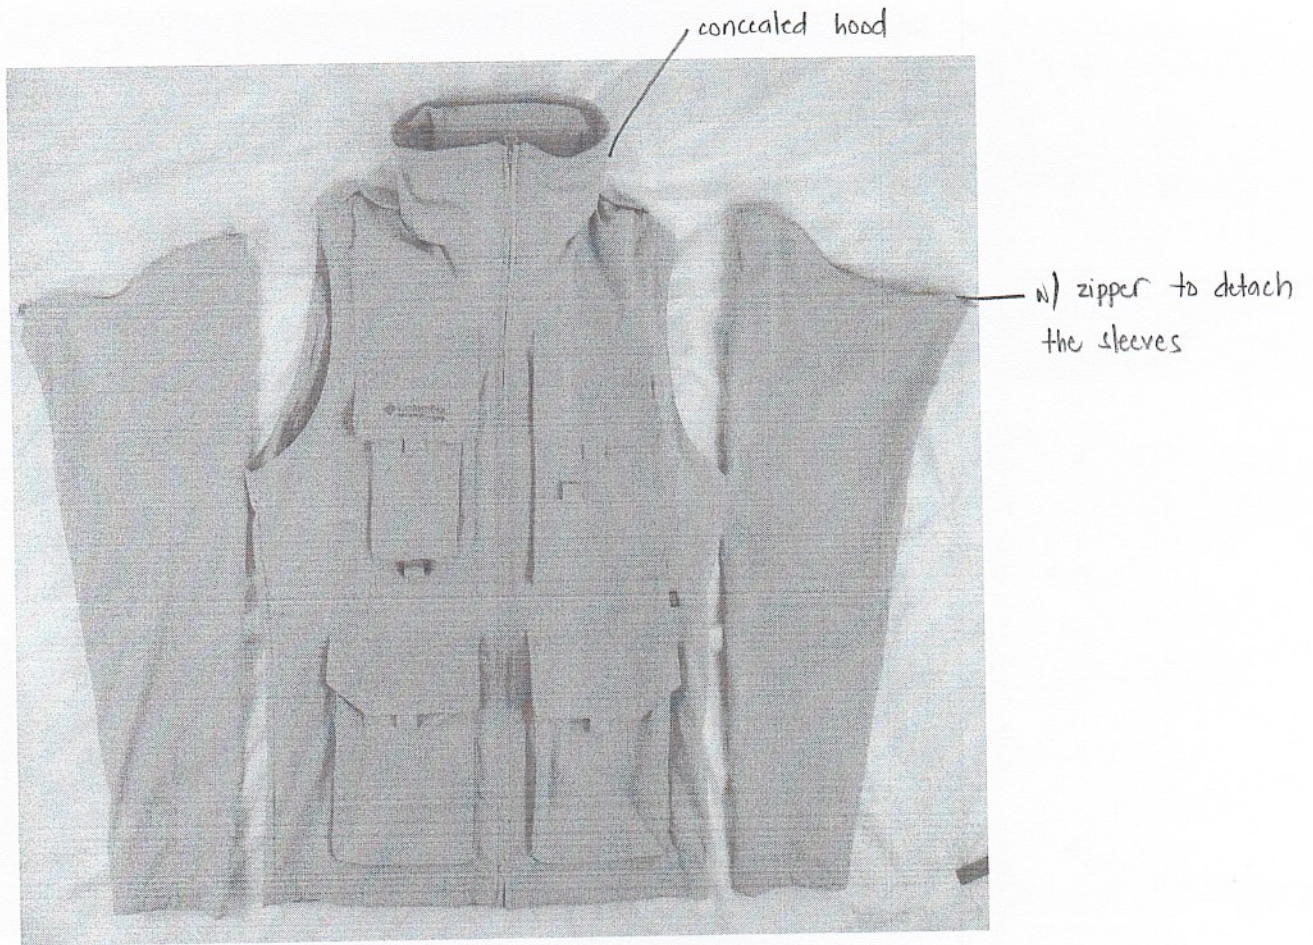 concealed hood
w/ zipper to detach
the sleeves